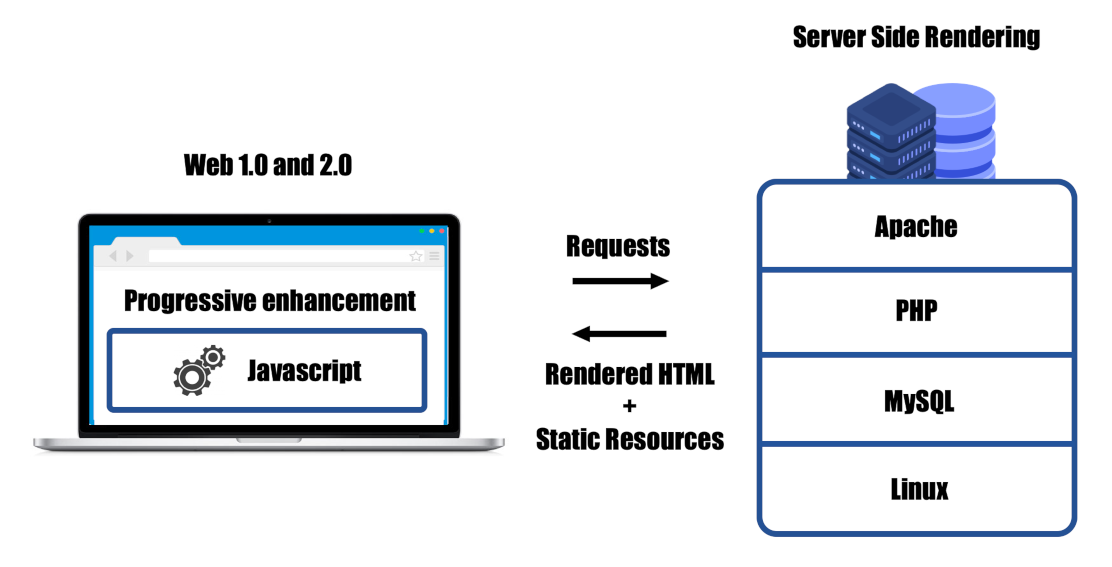 Server Side Rendering
Web 1.0 and 2.0
Progressive enhancement
Javascript
Requests
Rendered HTML
+
Static Resources
Apache
PHP
MySQL
Linux